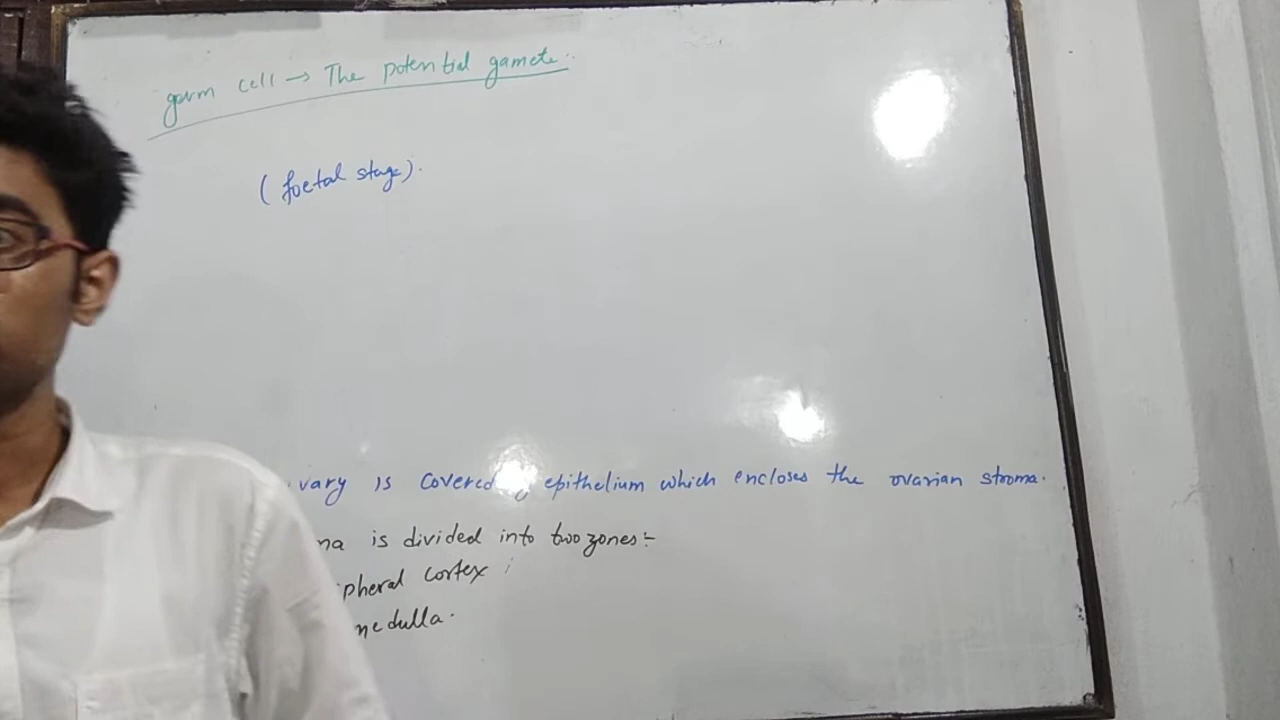 germ cell → The potential gamete.
(foetal stage).
vary is covered by epithelium which encloses the ovarian stroma.
na is divided into two zones:-
pheral cortex ;
medulla.